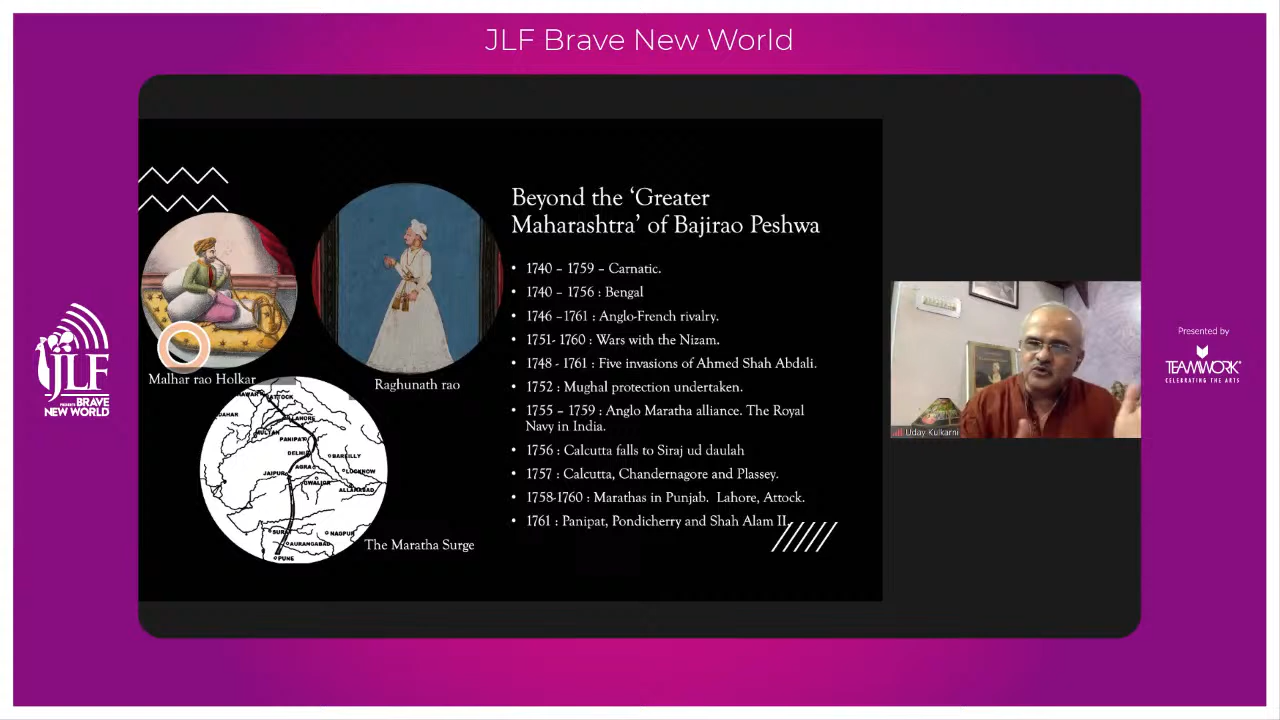 JLF Brave New World
Beyond the ‘Greater
Maharashtra’ of Bajirao Peshwa
• 1740 – 1759 – Carnatic.
• 1740 – 1756 : Bengal
• 1746 –1761 : Anglo-French rivalry.
• 1751- 1760 : Wars with the Nizam.
• 1748 - 1761 : Five invasions of Ahmed Shah Abdali.
• 1752 : Mughal protection undertaken.
• 1755 – 1759 : Anglo Maratha alliance. The Royal
Navy in India.
• 1756 : Calcutta falls to Siraj ud daulah
• 1757 : Calcutta, Chandernagore and Plassey.
• 1758-1760 : Marathas in Punjab. Lahore, Attock.
• 1761 : Panipat, Pondicherry and Shah Alam II.
Malhar rao Holkar
Raghunath rao
ATTOCK
LAHORE
MULTAN
PANIPAT
DELHI
BAREILLY
AGRA
LUCKNOW
JAIPUR
GWALIOR
ALLAHABAD
SURAT
NAGPUR
AURANGABAD
PUNE
The Maratha Surge
Uday Kulkarni
JLF
BRAVE
NEW WORLD
Presented by
TEAMWORK
CELEBRATING THE ARTS